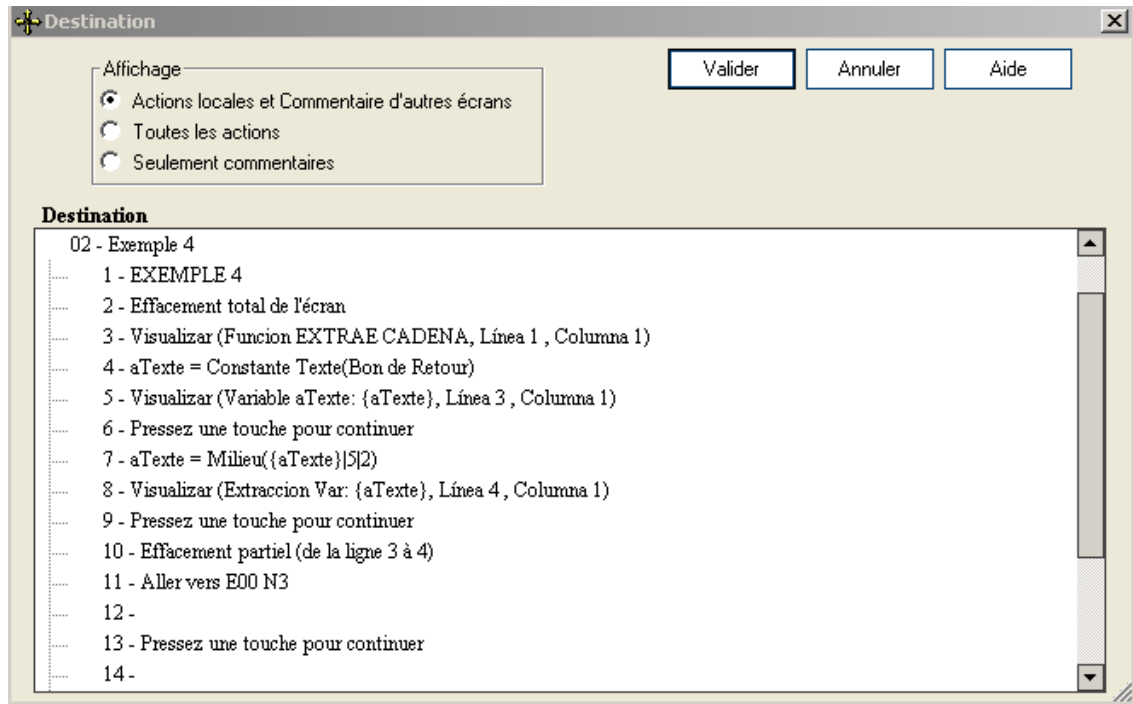 Destination
Affichage
Actions locales et Commentaire d'autres écrans
Toutes les actions
Seulement commentaires
Valider
Annuler
Aide
Destination
02 - Exemple 4
1 - EXEMPLE 4
2 - Effacement total de l'écran
3 - Visualizar (Funcion EXTRAE CADENA, Línea 1 , Columna 1)
4 - aTexte = Constante Texte(Bon de Retour)
5 - Visualizar (Variable aTexte: {aTexte}, Línea 3 , Columna 1)
6 - Pressez une touche pour continuer
7 - aTexte = Milieu({aTexte}|5|2)
8 - Visualizar (Extraccion Var: {aTexte}, Línea 4 , Columna 1)
9 - Pressez une touche pour continuer
10 - Effacement partiel (de la ligne 3 à 4)
11 - Aller vers E00 N3
12 -
13 - Pressez une touche pour continuer
14 -